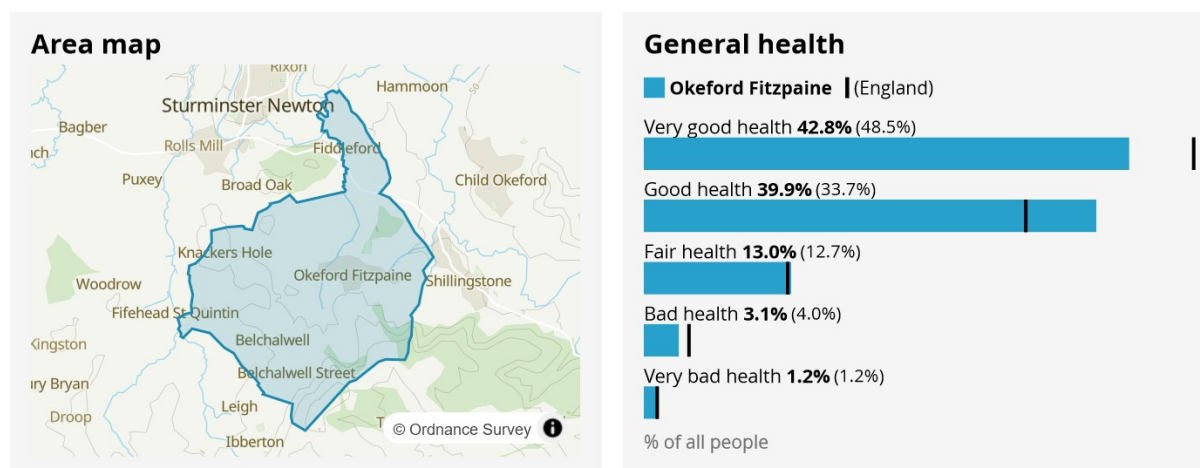 Area map
Rixon
Hammoon
Sturminster Newton
Bagber
Rolls Mill
Fiddleford
Puxey
Broad Oak
Child Okeford
Knackers Hole
Okeford Fitzpaine
Shillingstone
Woodrow
Fifehead St Quintin
Belchalwell
Kingston
Belchalwell Street
ry Bryan
Leigh
Droop
Ibberton
50
© Ordnance Survey
General health
Okeford Fitzpaine (England)
Very good health 42.8% (48.5%)
Good health 39.9% (33.7%)
Fair health 13.0% (12.7%)
Bad health 3.1% (4.0%)
Very bad health 1.2% (1.2%)
% of all people